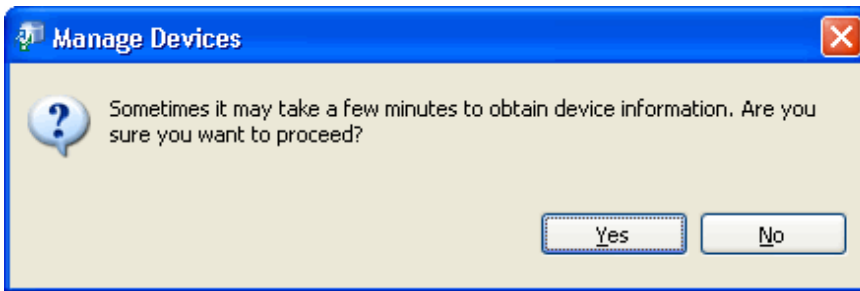 Manage Devices
Sometimes it may take a few minutes to obtain device information. Are you
sure you want to proceed?
Yes
No